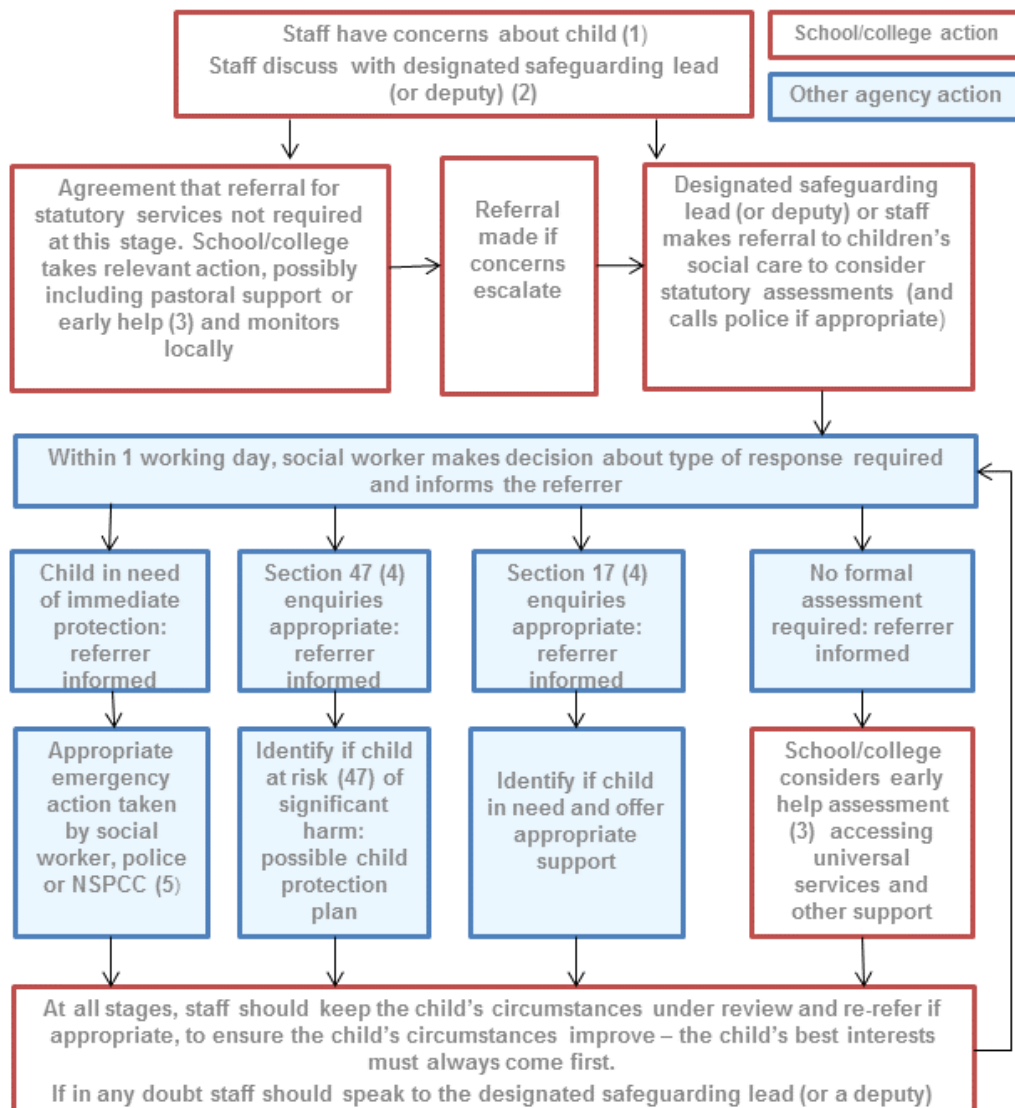 Staff have concerns about child (1)
Staff discuss with designated safeguarding lead
(or deputy) (2)
School/college action
Other agency action
Agreement that referral for
statutory services not required
at this stage. School/college
takes relevant action, possibly
including pastoral support or
early help (3) and monitors
locally
Referral
made if
concerns
escalate
Designated safeguarding
lead (or deputy) or staff
makes referral to children’s
social care to consider
statutory assessments (and
calls police if appropriate)
Within 1 working day, social worker makes decision about type of response required
and informs the referrer
Child in need
of immediate
protection:
referrer
informed
Section 47 (4)
enquiries
appropriate:
referrer
informed
Section 17 (4)
enquiries
appropriate:
referrer
informed
No formal
assessment
required: referrer
informed
Appropriate
emergency
action taken
by social
worker, police
or NSPCC (5)
Identify if child
at risk (47) of
significant
harm:
possible child
protection
plan
Identify if child
in need and offer
appropriate
support
School/college
considers early
help assessment
(3) accessing
universal
services and
other support
At all stages, staff should keep the child’s circumstances under review and re-refer if
appropriate, to ensure the child’s circumstances improve – the child’s best interests
must always come first.
If in any doubt staff should speak to the designated safeguarding lead (or a deputy)